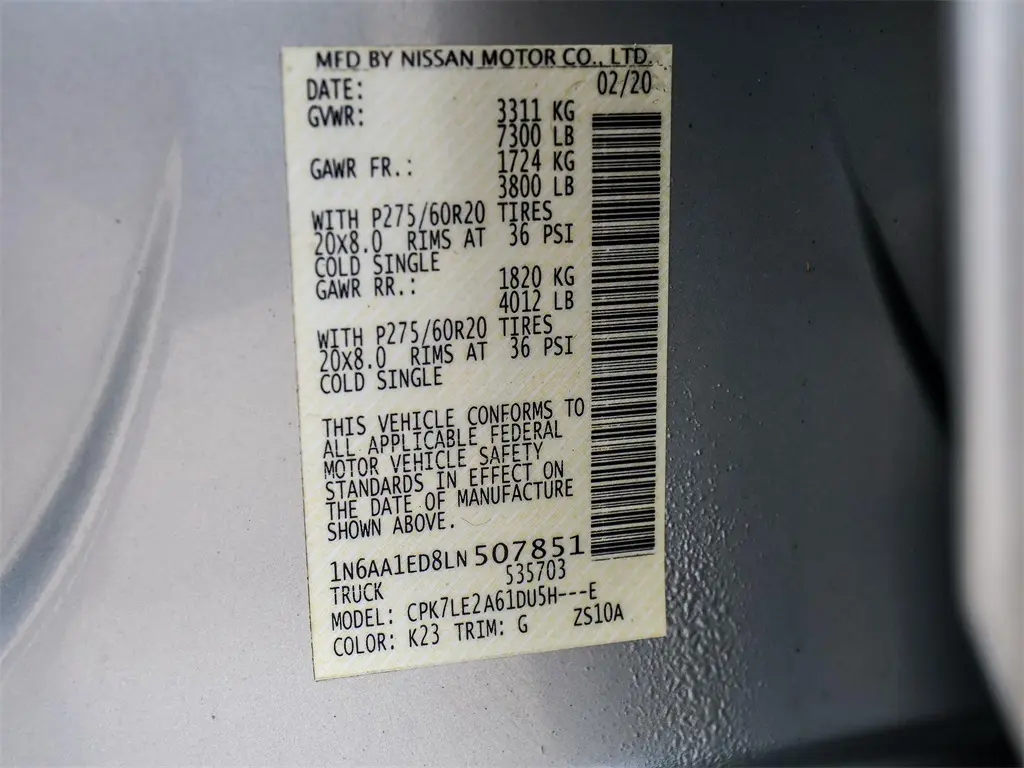 MFD BY NISSAN MOTOR CO., LTD.
DATE: 02/20
GVWR: 3311 KG
7300 LB
GAWR FR.: 1724 KG
3800 LB
WITH P275/60R20 TIRES
20X8.0 RIMS AT 36 PSI
COLD SINGLE
GAWR RR.: 1820 KG
4012 LB
WITH P275/60R20 TIRES
20X8.0 RIMS AT 36 PSI
COLD SINGLE
THIS VEHICLE CONFORMS TO
ALL APPLICABLE FEDERAL
MOTOR VEHICLE SAFETY
STANDARDS IN EFFECT ON
THE DATE OF MANUFACTURE
SHOWN ABOVE.
1N6AA1ED8LN507851
TRUCK 535703
MODEL: CPK7LE2A61DU5H---E
COLOR: K23 TRIM: G ZS10A